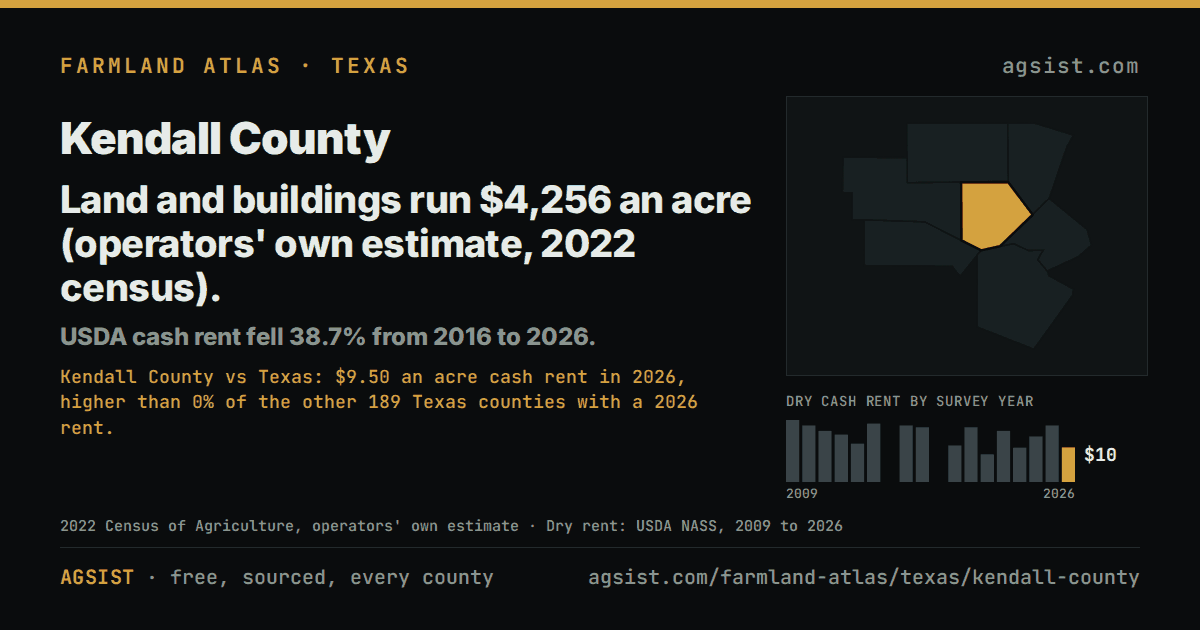 FARMLAND ATLAS · TEXAS
agsist.com
Kendall County
Land and buildings run $4,256 an acre
(operators' own estimate, 2022
census).
USDA cash rent fell 38.7% from 2016 to 2026.
Kendall County vs Texas: $9.50 an acre cash rent in 2026,
higher than 0% of the other 189 Texas counties with a 2026
rent.
DRY CASH RENT BY SURVEY YEAR
$10
2009
2026
2022 Census of Agriculture, operators' own estimate · Dry rent: USDA NASS, 2009 to 2026
AGSIST · free, sourced, every county
agsist.com/farmland-atlas/texas/kendall-county